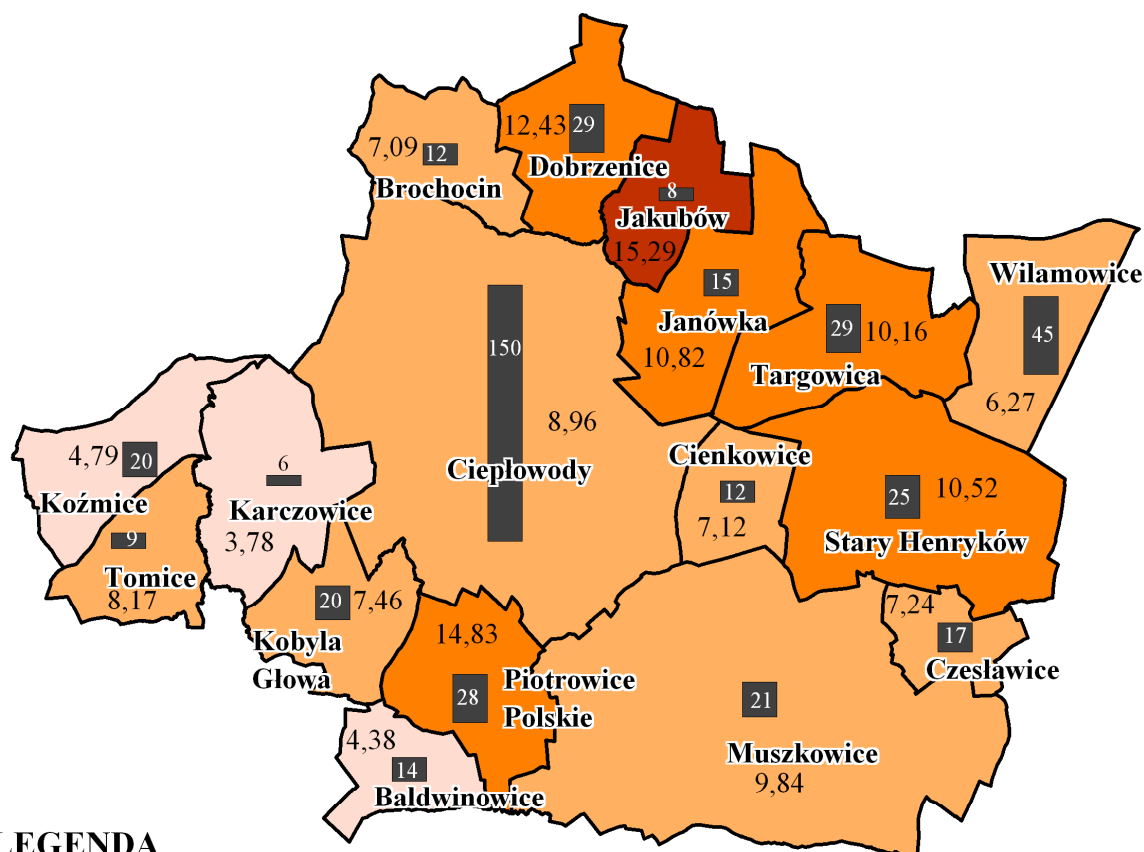 12,43
29
7,09
12
Dobrzenice
Brochocin
8
Jakubów
15,29
Wilamowice
15
Janówka
29
10,16
45
10,82
Targowica
6,27
150
8,96
Ciepłowody
Cienkowice
12
7,12
4,79
20
Koźmice
6
Karczowice
3,78
25
10,52
Stary Henryków
9
Tomice
8,17
20
7,46
Kobyla
Głowa
14,83
28
Piotrowice
Polskie
7,24
17
Czesławice
21
Muszkowice
9,84
4,38
14
Baldwinowice
LEGENDA